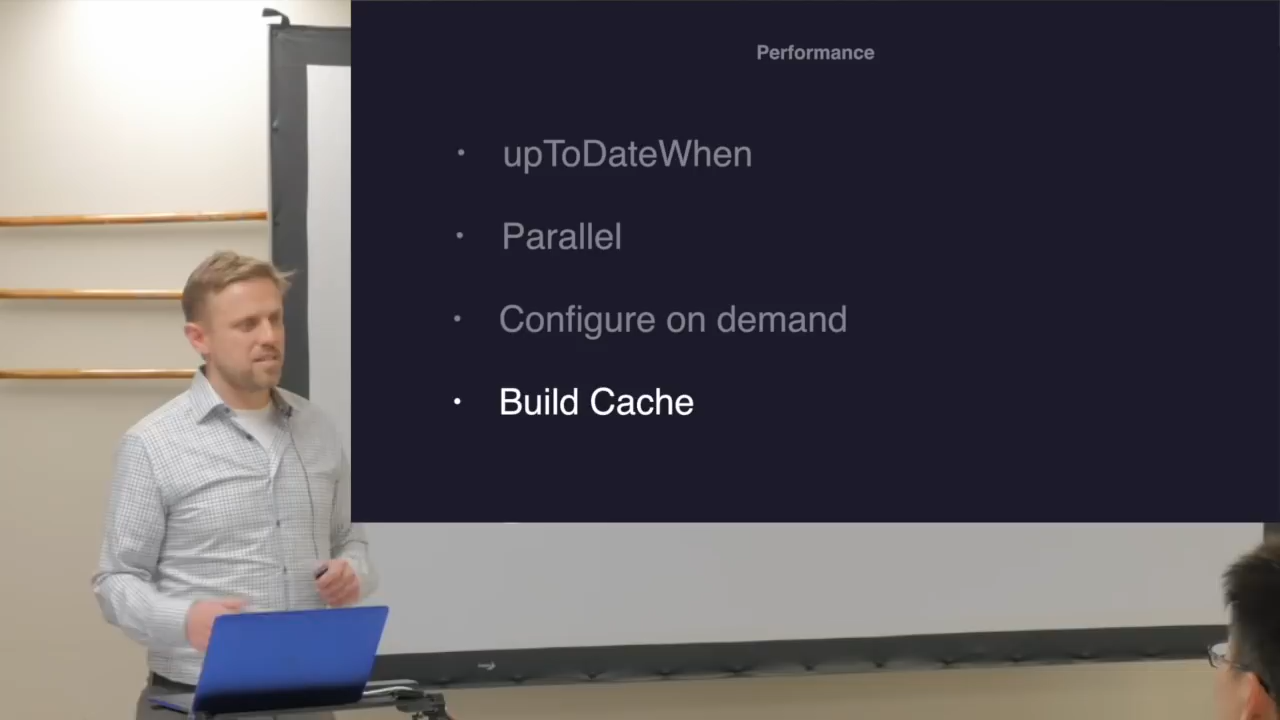 Performance
• upToDateWhen
• Parallel
• Configure on demand
• Build Cache